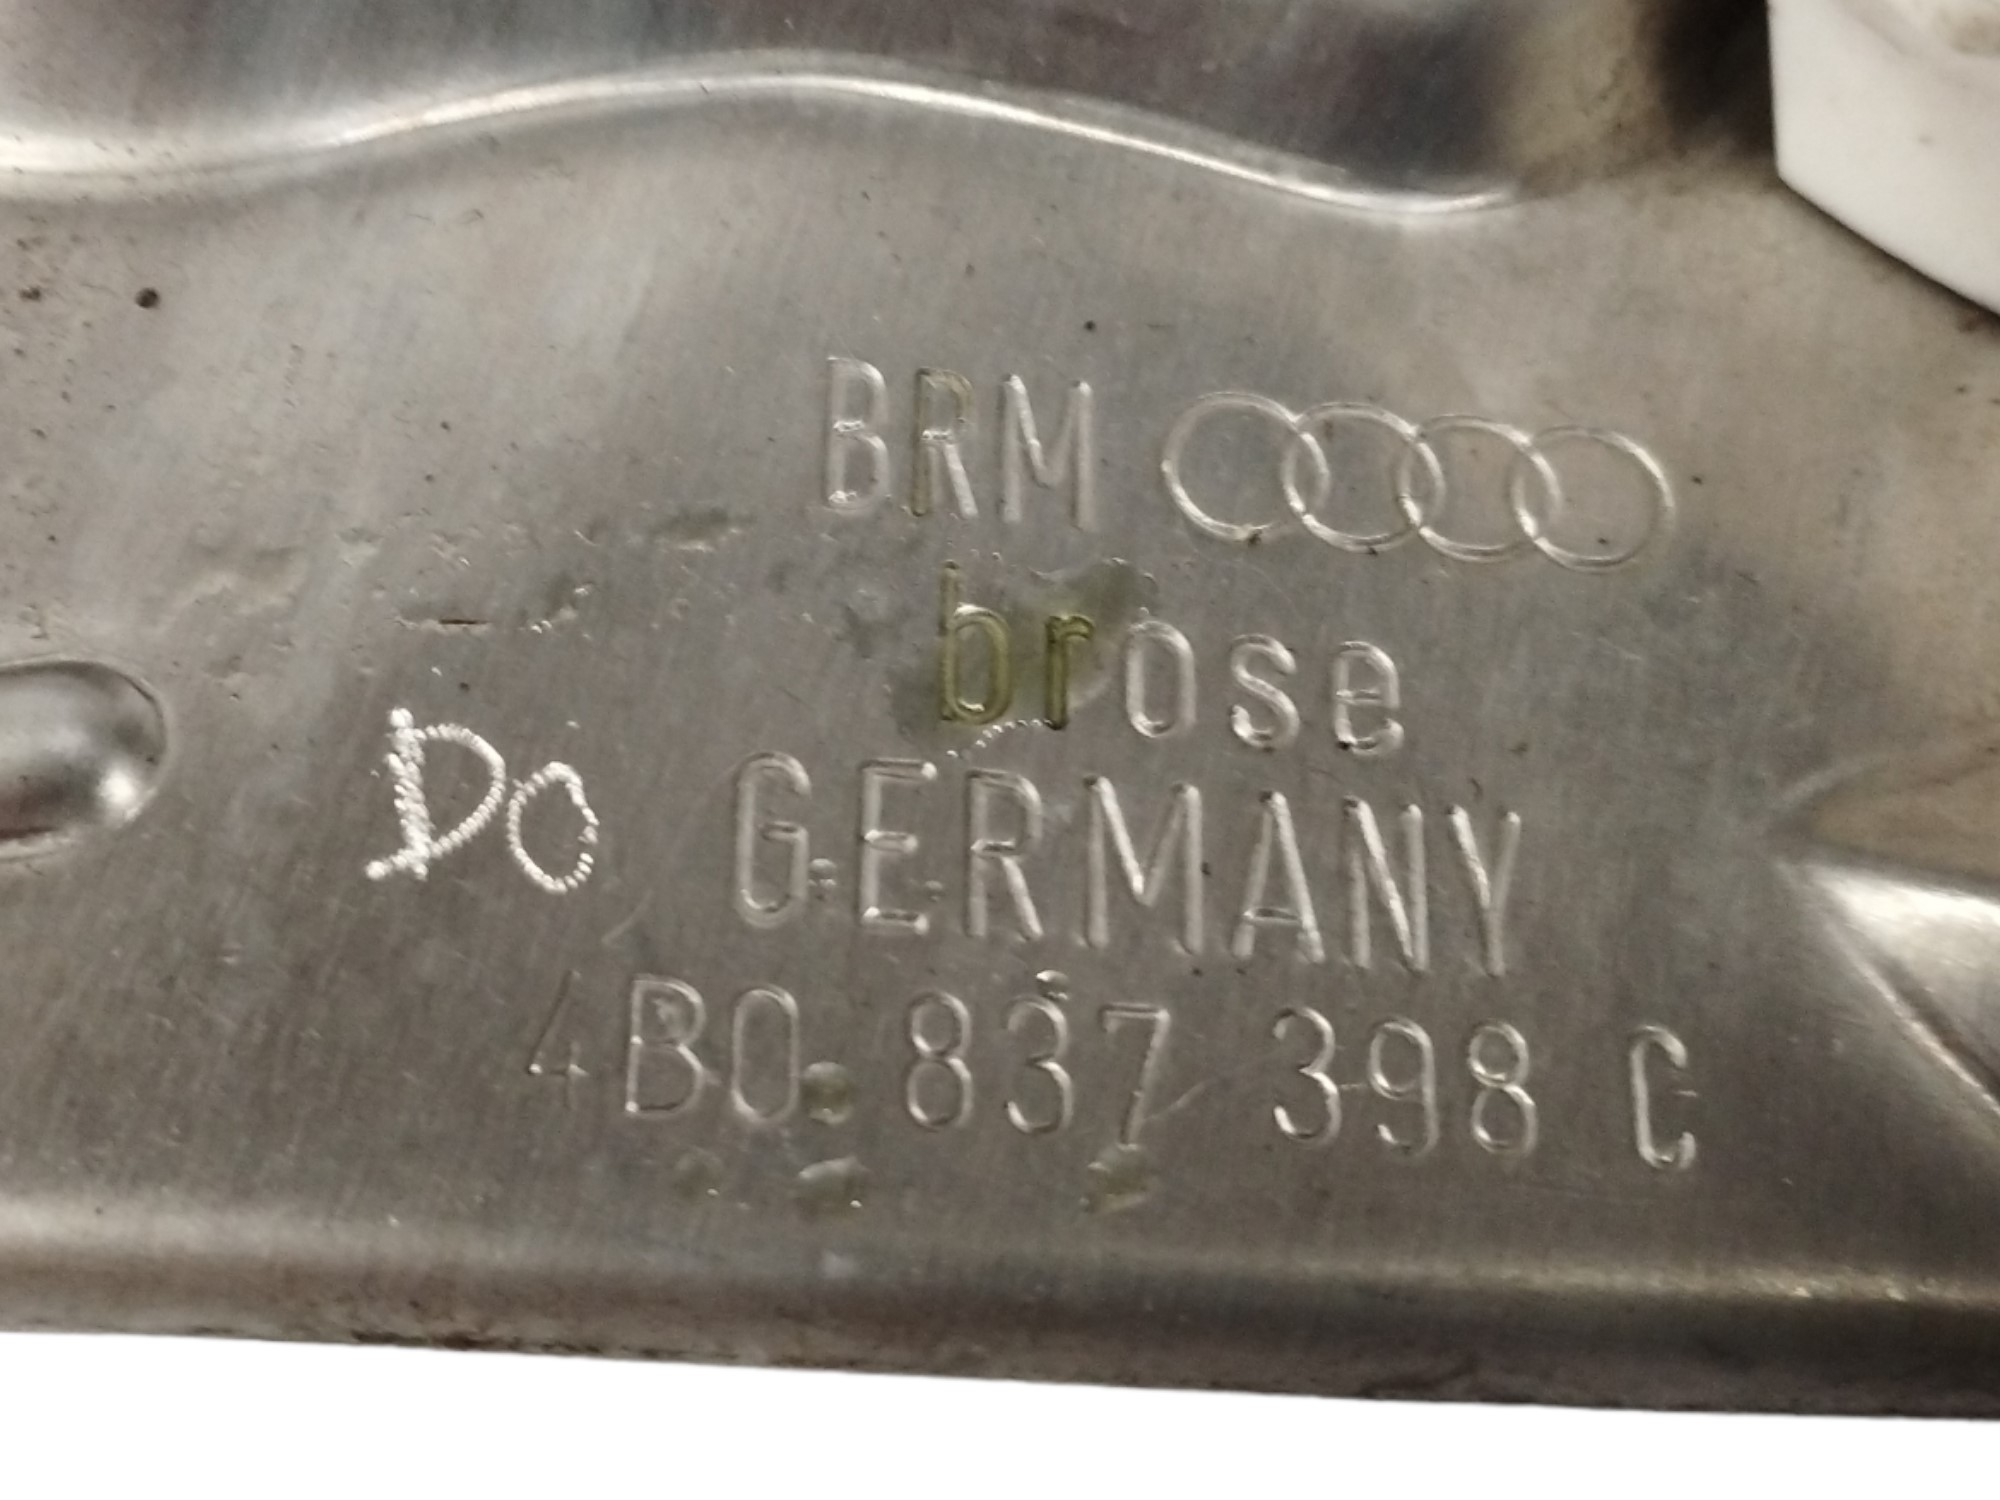 BRM
brose
Do GERMANY
4B0 837 398 C